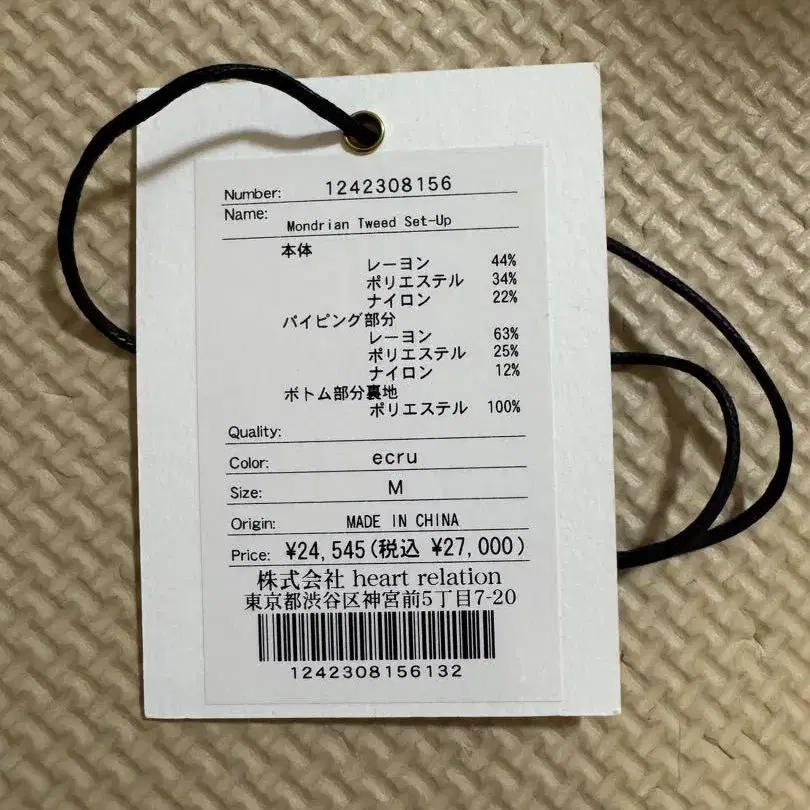 Number: 1242308156
Name: Mondrian Tweed Set-Up
本体
レーヨン 44%
ポリエステル 34%
ナイロン 22%
パイピング部分
レーヨン 63%
ポリエステル 25%
ナイロン 12%
ボトム部分裏地
ポリエステル 100%
Quality:
Color: ecru
Size: M
Origin: MADE IN CHINA
Price: ¥24,545(税込 ¥27,000)
株式会社 heart relation
東京都渋谷区神宮前5丁目7-20
1242308156132